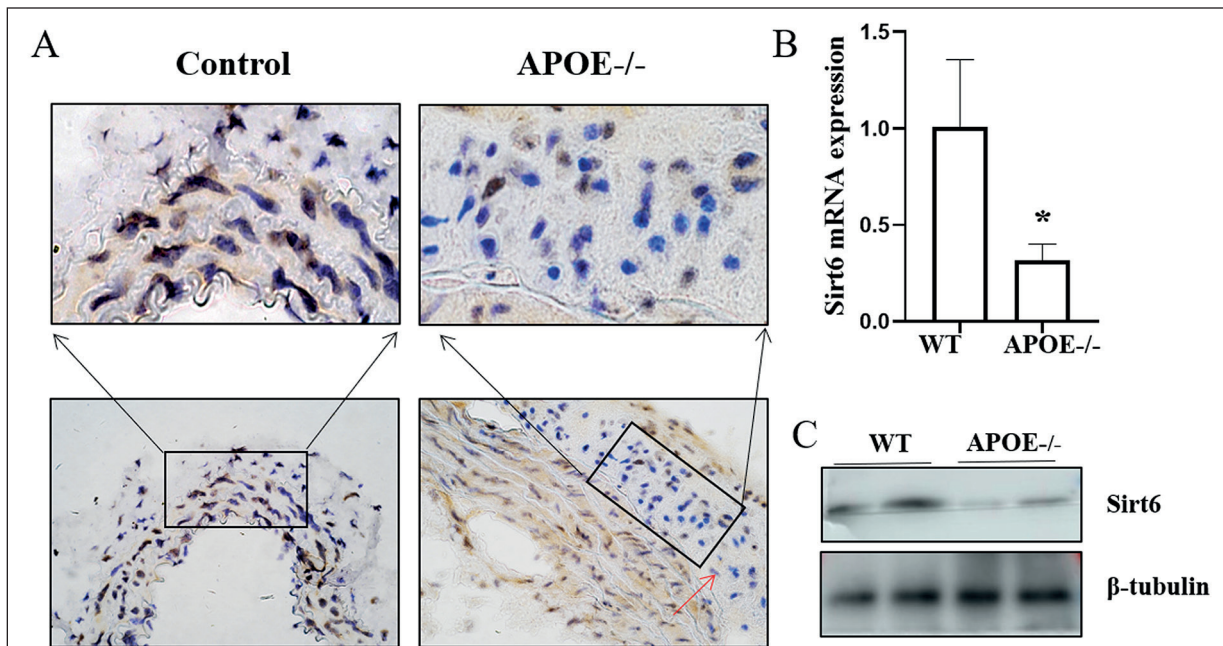 A
Control
APOE-/-
B
Sirt6 mRNA expression
1.5
1.0
0.5
0.0
*
WT
APOE-/-
C
WT
APOE-/-
Sirt6
β-tubulin